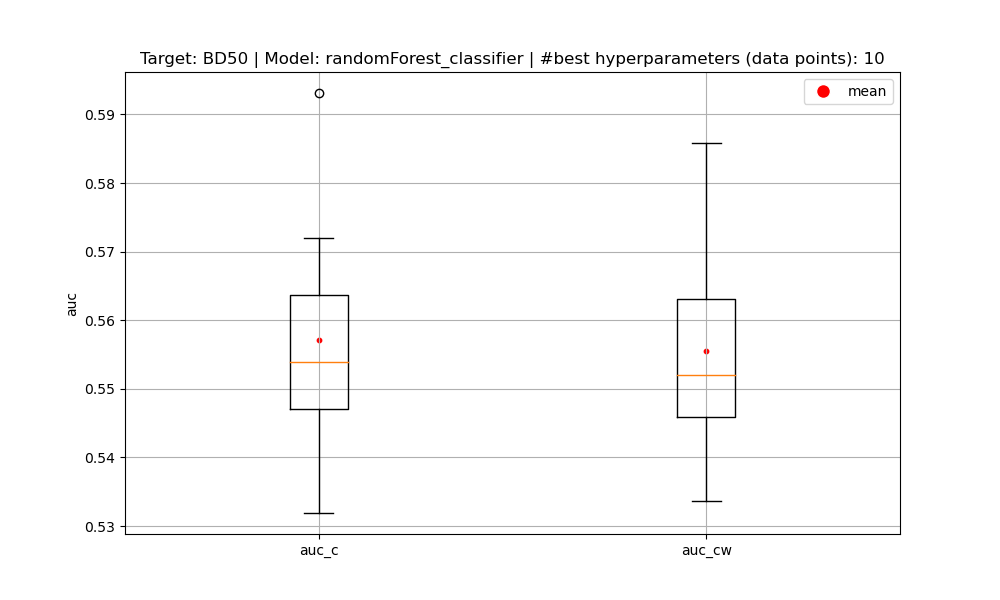 Target: BD50 | Model: randomForest_classifier | #best hyperparameters (data points): 10
mean
0.59
0.58
0.57
0.56
0.55
0.54
0.53
auc
auc_c
auc_cw